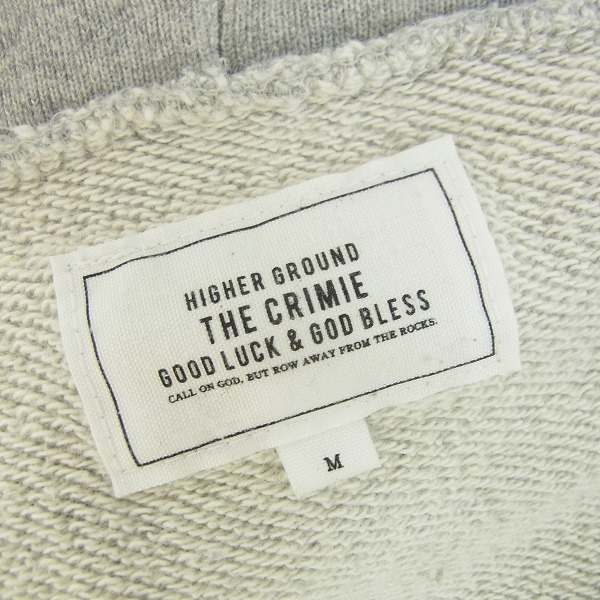 HIGHER GROUND
THE CRIMIE
GOOD LUCK & GOD BLESS
CALL ON GOD, BUT ROW AWAY FROM THE ROCKS.
M